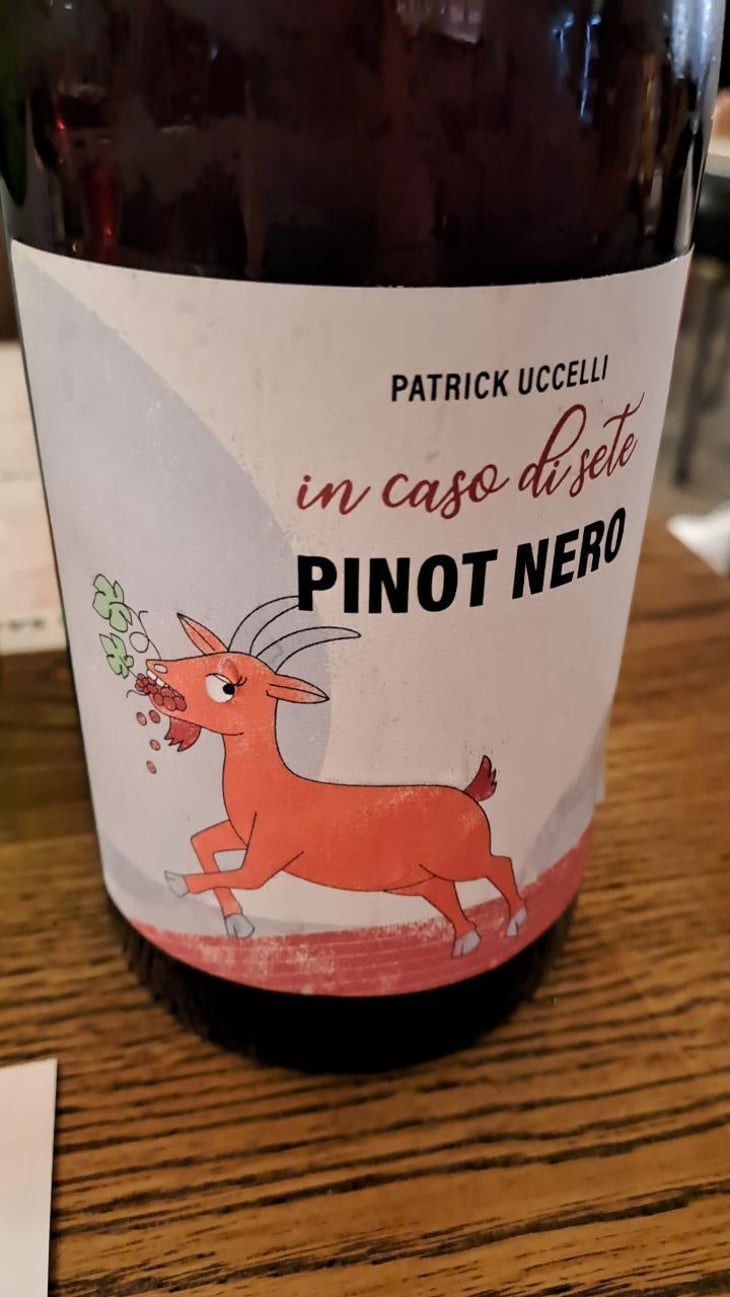 PATRICK UCCELLI
in caso di sete
PINOT NERO